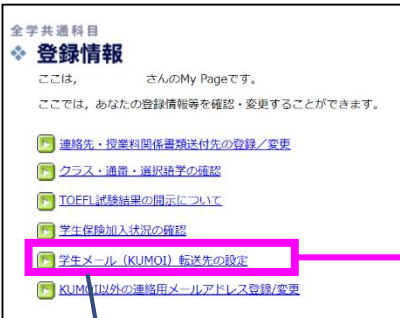 全学共通科目
登録情報
ここは,　　　　さんのMy Pageです。
ここでは, あなたの登録情報等を確認・変更することができます。
連絡先・授業料関係書類送付先の登録／変更
クラス・通番・選択語学の確認
TOEFL試験結果の開示について
学生保険加入状況の確認
学生メール（KUMOI）転送先の設定
KUMOI以外の連絡用メールアドレス登録/変更